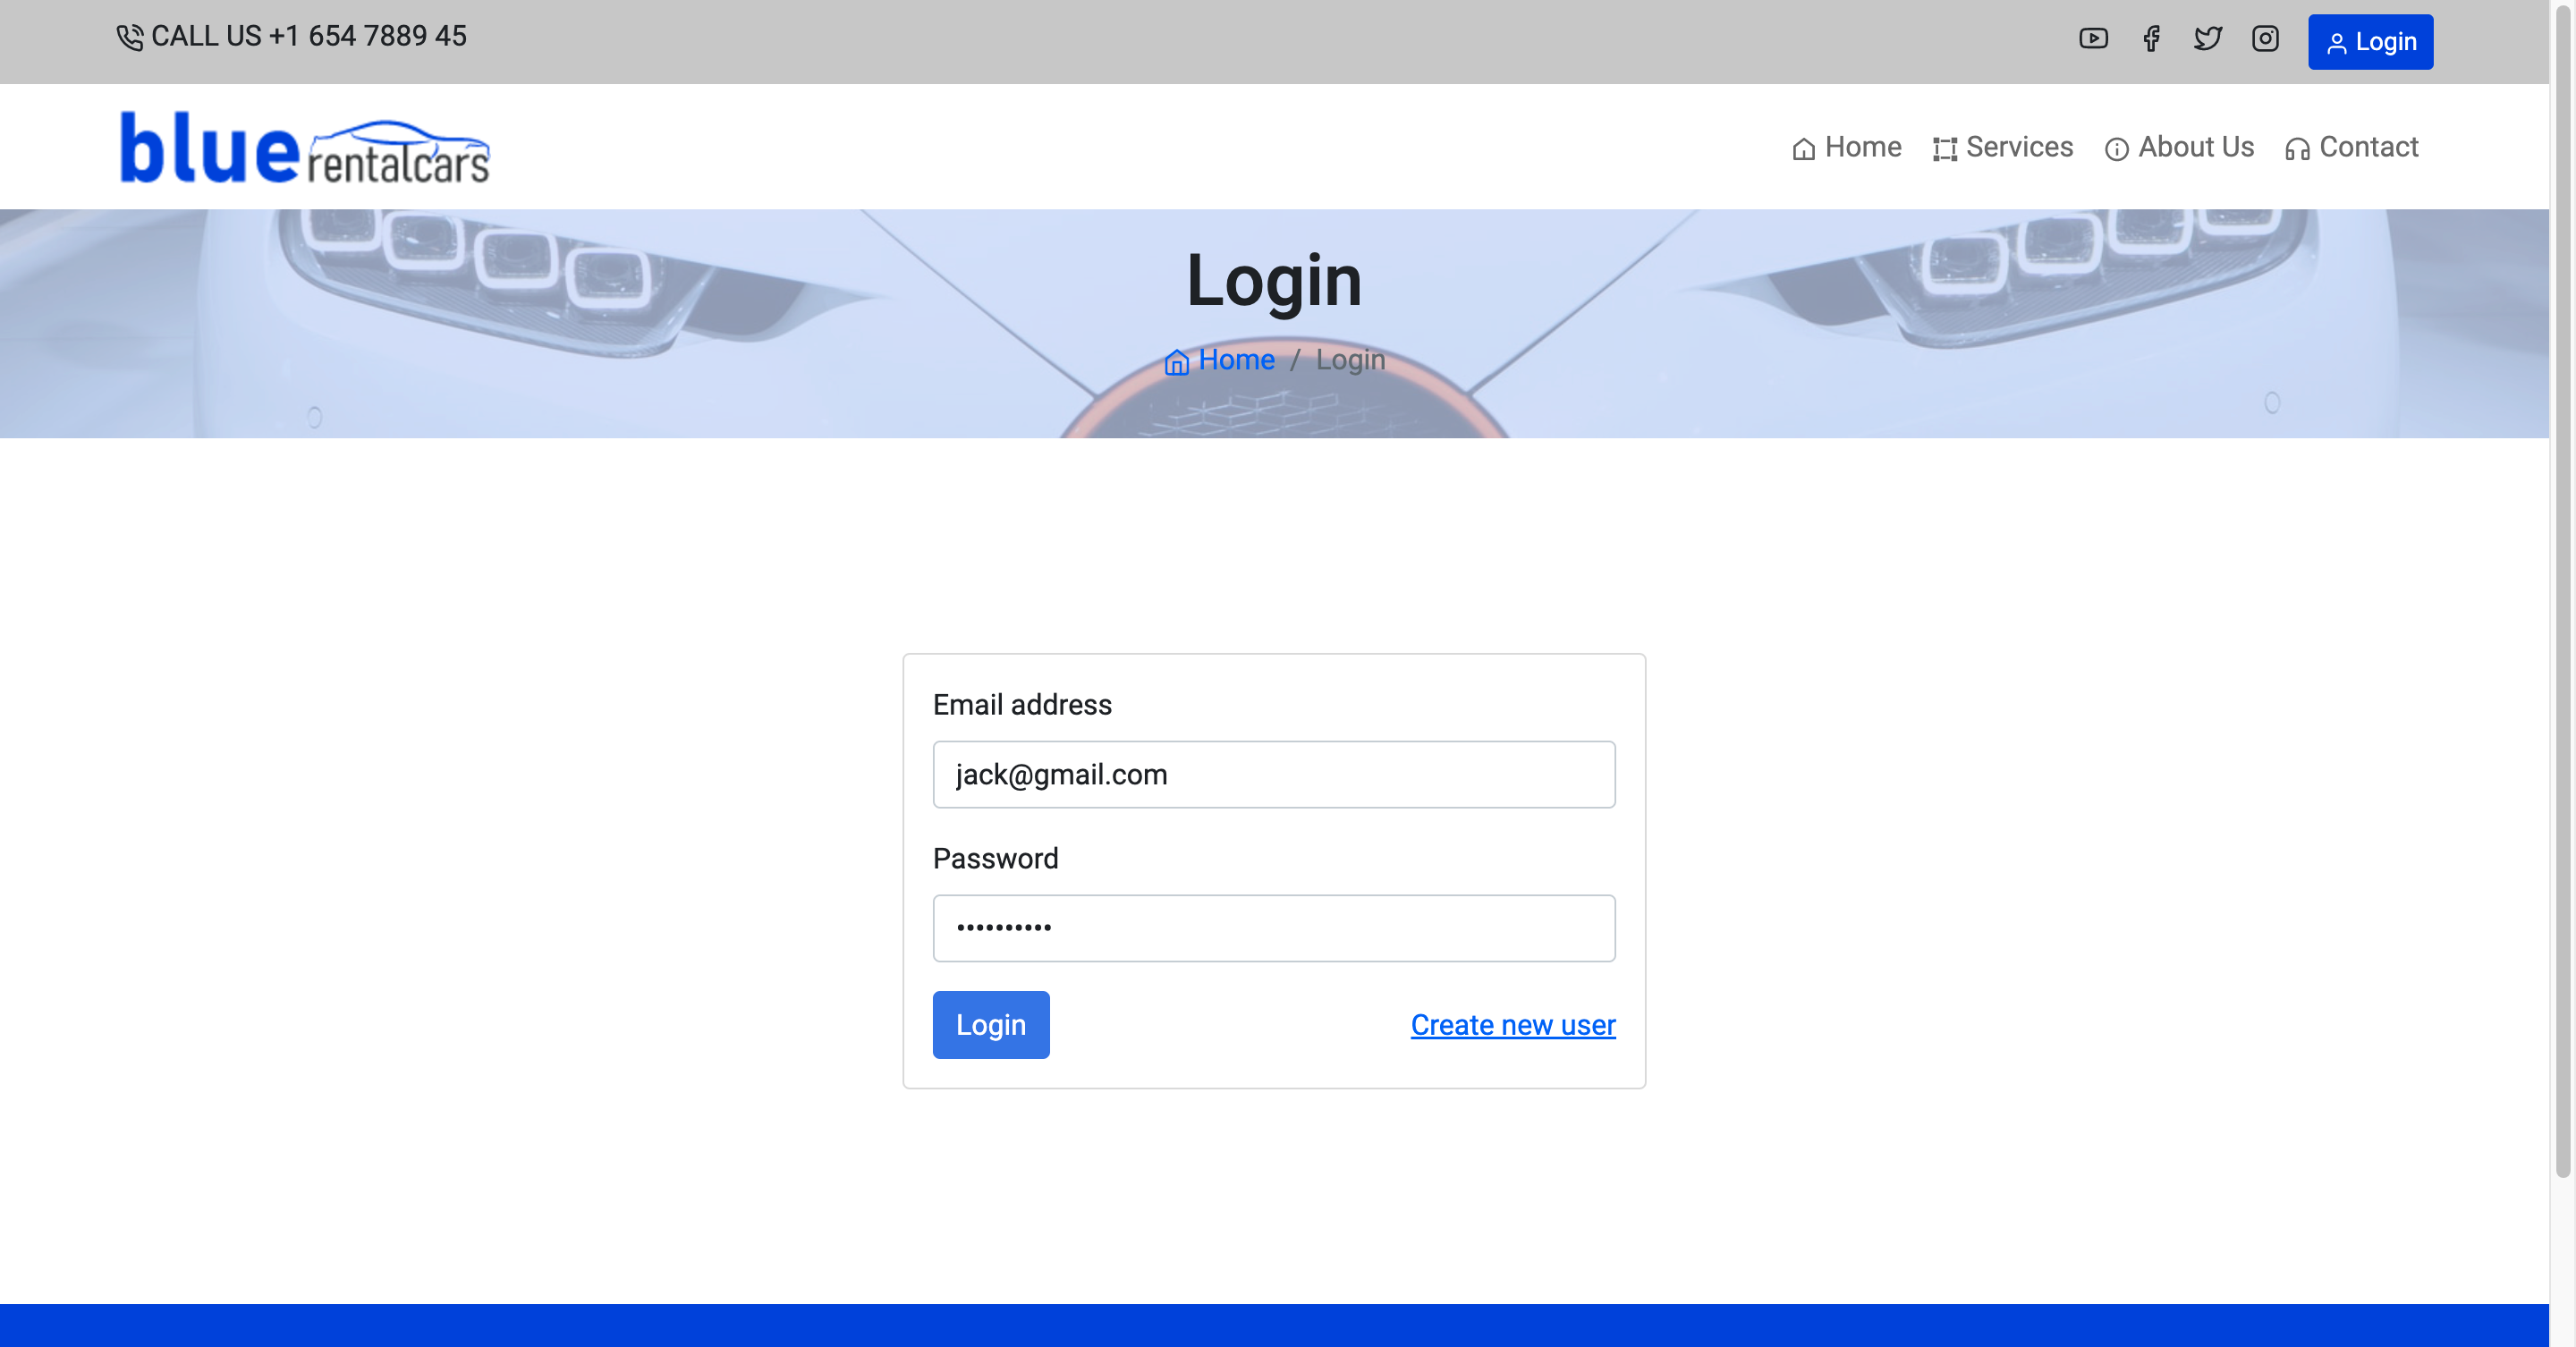 CALL US +1 654 7889 45
Login
blue rentalcars
Home Services About Us Contact
Login
Home / Login
Email address
jack@gmail.com
Password
••••••••••
Login
Create new user